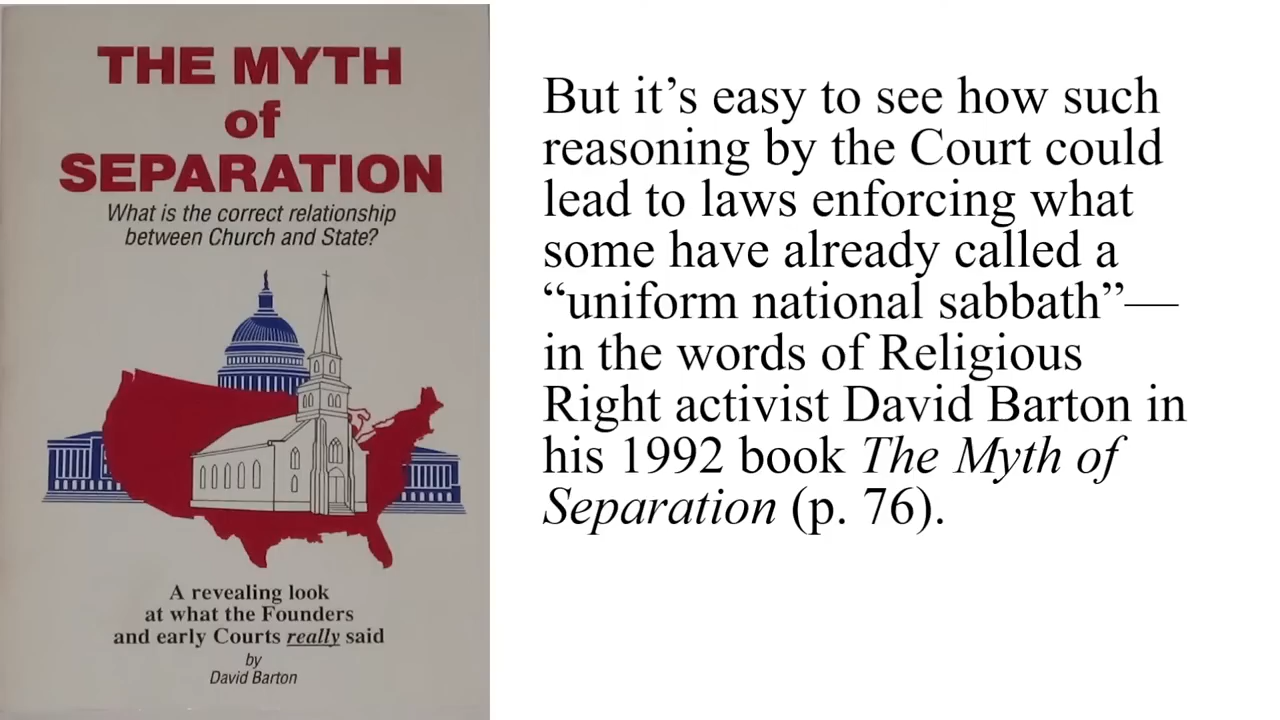 THE MYTH
of
SEPARATION
What is the correct relationship
between Church and State?
A revealing look
at what the Founders
and early Courts really said
by
David Barton
But it’s easy to see how such
reasoning by the Court could
lead to laws enforcing what
some have already called a
“uniform national sabbath”—
in the words of Religious
Right activist David Barton in
his 1992 book The Myth of
Separation (p. 76).